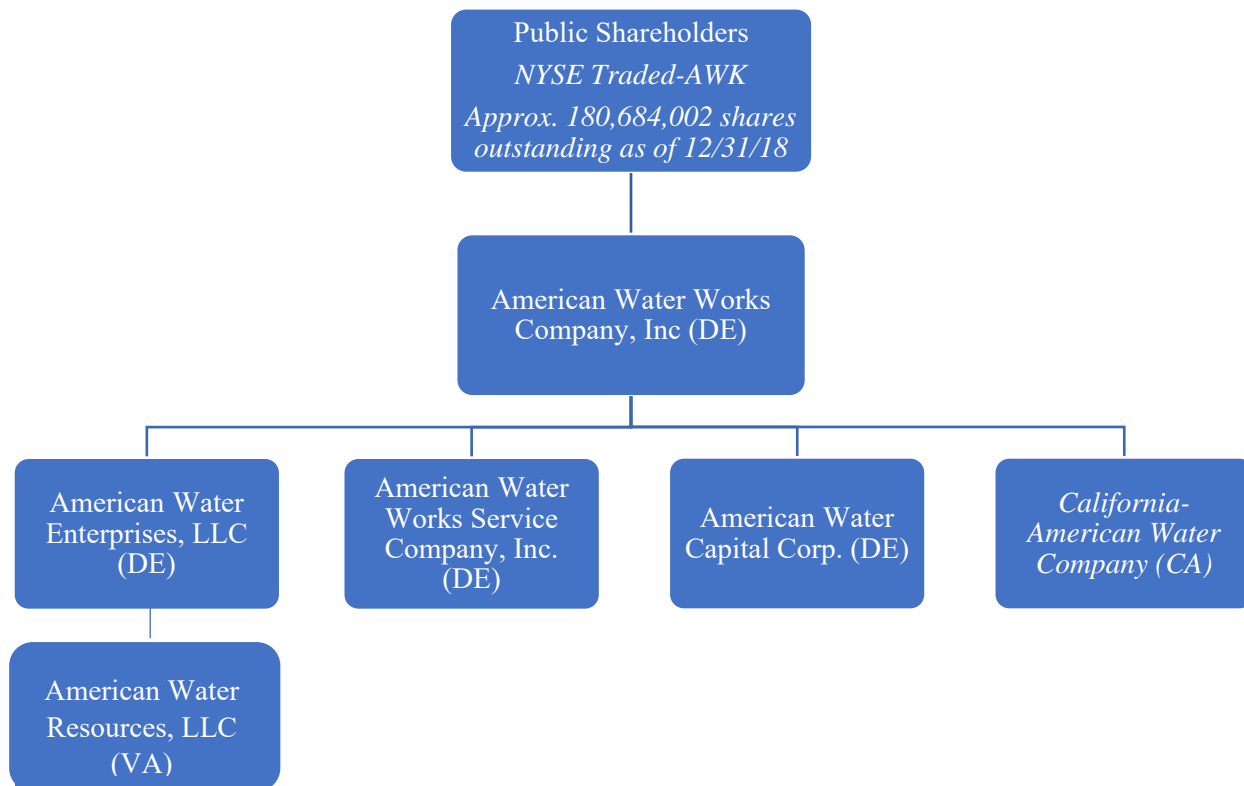 Public Shareholders
NYSE Traded-AWK
Approx. 180,684,002 shares
outstanding as of 12/31/18
American Water Works
Company, Inc (DE)
American Water
Enterprises, LLC
(DE)
American Water
Works Service
Company, Inc.
(DE)
American Water
Capital Corp. (DE)
California-
American Water
Company (CA)
American Water
Resources, LLC
(VA)